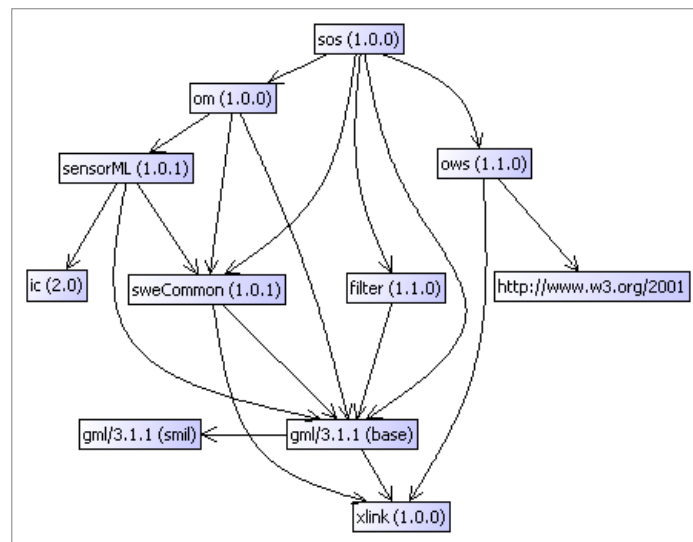 sos (1.0.0)
om (1.0.0)
sensorML (1.0.1)
ows (1.1.0)
ic (2.0)
sweCommon (1.0.1)
filter (1.1.0)
http://www.w3.org/2001
gml/3.1.1 (smil)
gml/3.1.1 (base)
xlink (1.0.0)